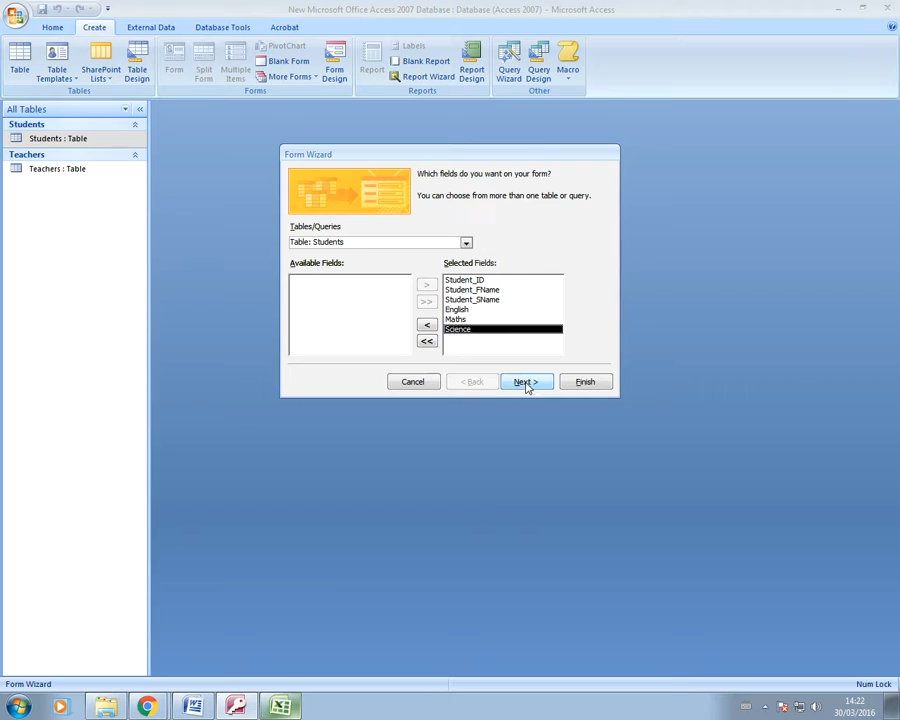 New Microsoft Office Access 2007 Database : Database (Access 2007) - Microsoft Access
Home Create External Data Database Tools Acrobat
Table
Table Templates
SharePoint Lists
Table Design
Tables
Form
Split Form
Multiple Items
PivotChart
Blank Form
More Forms
Form Design
Forms
Report
Labels
Blank Report
Report Wizard
Report Design
Reports
Query Wizard
Query Design
Macro
Other
All Tables
Students
Students : Table
Teachers
Teachers : Table
Form Wizard
Which fields do you want on your form?
You can choose from more than one table or query.
Tables/Queries
Table: Students
Available Fields:
Selected Fields:
Student_ID
Student_FName
Student_SName
English
Maths
Science
>
>>
<
<<
Cancel < Back Next > Finish
Form Wizard Num Lock
14:22
30/03/2016